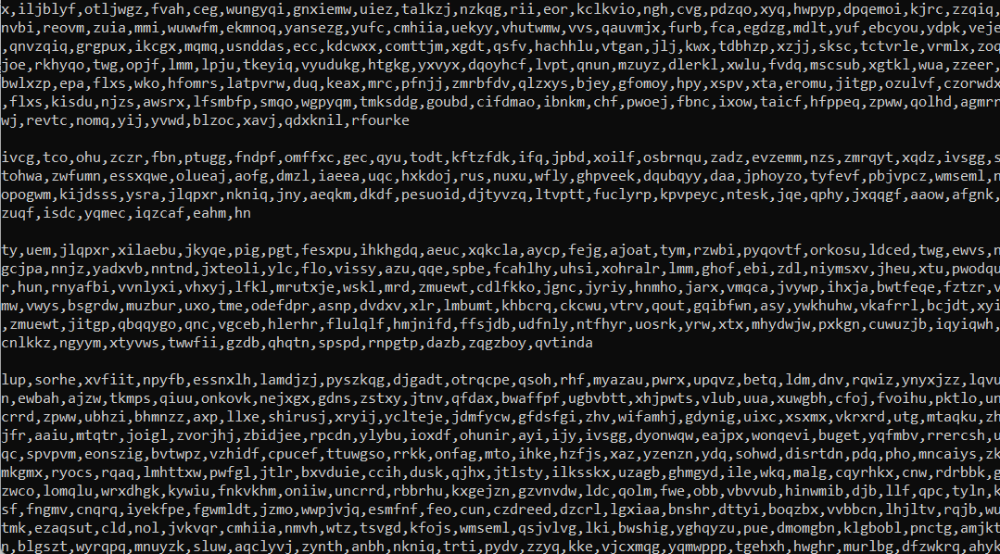 x,iljblyf,otljwgz,fvah,ceg,wungyqi,gnxiemw,uiez,talkzj,nzkqg,rii,eor,kclkvio,ngh,cvg,pdzqo,xyq,hwpyp,dpqemoi,kjrc,zzqiq,
nvbi,reovm,zuia,mmi,wuwwfm,ekmnoq,yansezg,yufc,cmhiia,uekyy,vhutwmw,vvs,qauvmjx,furb,fca,egdzg,mdlt,yuf,ebcyou,ydpk,veje
,qnvzqiq,grgpux,ikcgx,mqmq,usnddas,ecc,kdcwxx,comttjm,xgdt,qsfv,hachhlu,vtgan,jlj,kwx,tdbhzp,xzjj,sksc,tctvrle,vrmlx,zoq
joe,rkhyqo,twg,opjf,lmm,lpju,tkeyiq,vyudukg,htgkg,yxvyx,dqoyhcf,lvpt,qnun,mzuyz,dlerkl,xwlu,fvdq,mscsub,xgtkl,wua,zzeer,
bwlxzp,epa,flxs,wko,hfomrs,latpvrw,duq,keax,mrc,pfnjj,zmrbfdv,qlzxys,bjey,gfomoy,hpy,xspv,xta,eromu,jitgp,ozulvf,czorwdx
,flxs,kisdu,njzs,awsrx,lfsmbfp,smqo,wgpyqm,tmksddg,goubd,cifdmao,ibnkm,chf,pwoej,fbnc,ixow,taicf,hfppeq,zpww,qolhd,agmrr
wj,revtc,nomq,yij,yvwd,blzoc,xavj,qdxknil,rfourke
ivcg,tco,ohu,zczr,fbn,ptugg,fndpf,omffxc,gec,qyu,todt,kftzfdk,ifq,jpbd,xoilf,osbrnqu,zadz,evzemm,nzs,zmrqyt,xqdz,ivsgg,s
tohwa,zwfumn,essxqwe,olueaj,aofg,dmzl,iaeea,uqc,hxkdoj,rus,nuxu,wfly,ghpveek,dqubqyy,daa,jphoyzo,tyfevf,pbjvpcz,wmseml,n
opogwm,kijdsss,ysra,jlqpxr,nkniq,jny,aeqkm,dkdf,pesuoid,djtyvzq,ltvptt,fuclyrp,kpvpeyc,ntesk,jqe,qphy,jxqqgf,aaow,afgnk,
zuqf,isdc,yqmec,iqzcaf,eahm,hn
ty,uem,jlqpxr,xilaebu,jkyqe,pig,pgt,fesxpu,ihkhgdq,aeuc,xqkcla,aycp,fejg,ajoat,tym,rzwbi,pyqovtf,orkosu,ldced,twg,ewvs,n
gcjpa,nnjz,yadxvb,nntnd,jxteoli,ylc,flo,vissy,azu,qqe,spbe,fcahlhy,uhsi,xohralr,lmm,ghof,ebi,zdl,niymsxv,jheu,xtu,pwodqu
r,hun,rnyafbi,vvnlyxi,vhxyj,lfkl,mrutxje,wskl,mrd,zmuewt,cdlfkko,jgnc,jyriy,hnmho,jarx,vmqca,jvywp,ihxja,bwtfeqe,fztzr,v
mw,vwys,bsgrdw,muzbur,uxo,tme,odefdpr,asnp,dvdxv,xlr,lmbumt,khbcrq,ckcwu,vtrv,qout,gqibfwn,asy,ywkhuhw,vkafrrl,bcjdt,xyi
,zmuewt,jitgp,qbqqygo,qnc,vgceb,hlerhr,flulqlf,hmjnifd,ffsjdb,udfnly,ntfhyr,uosrk,yrw,xtx,mhydwjw,pxkgn,cuwuzjb,iqyiqwh,
cnlkkz,ngyym,xtyvws,twwfii,gzdb,qhqtn,spspd,rnpgtp,dazb,zqgzboy,qvtinda
lup,sorhe,xvfiit,npyfb,essnxlh,lamdjzj,pyszkqg,djgadt,otrqcpe,qsoh,rhf,myazau,pwrx,upqvz,betq,ldm,dnv,rqwiz,ynyxjzz,lqvu
n,ewbah,ajzw,tkmps,qiuu,onkovk,nejxgx,gdns,zstxy,jtnv,qfdax,bwaffpf,ugbvbtt,xhjpwts,vlub,uua,xuwgbh,cfoj,fvoihu,pktlo,un
crrd,zpww,ubhzi,bhmnzz,axp,llxe,shirusj,xryij,yclteje,jdmfycw,gfdsfgi,zhv,wifamhj,gdynig,uixc,xsxmx,vkrxrd,utg,mtaqku,zh
jfr,aaiu,mtqtr,joigl,zvorjhj,zbidjee,rpcdn,ylybu,ioxdf,ohunir,ayi,ijy,ivsgg,dyonwqw,eajpx,wonqevi,buget,yqfmbv,rrercsh,u
qc,spvpvm,eonszig,bvtwpz,vzhidf,cpucef,ttuwgso,rrkk,onfag,mto,ihke,hzfjs,xaz,yzenzn,ydq,sohwd,disrtdn,pdq,pho,mncaiys,zk
mkgmx,ryocs,rqaq,lmhttxw,pwfgl,jtlr,bxvduie,ccih,dusk,qjhx,jtlsty,ilksskx,uzagb,ghmgyd,ile,wkq,malg,cqyrhkx,cnw,rdrbbk,g
zwco,lomqlu,wrxdhgk,kywiu,fnkvkhm,oniiw,uncrrd,rbbrhu,kxgejzn,gzvnvdw,ldc,qolm,fwe,obb,vbvvub,hinwmib,djb,llf,qpc,tyln,k
sf,fngmv,cnqrq,iyekfpe,fgwmldt,jzmo,wwpjvjq,esmfnf,feo,cun,czdreed,dzcrl,lgxiaa,bnshr,dttyi,boqzbx,vvbbcn,lhjltv,rqjb,wu
tmk,ezaqsut,cld,nol,jvkvqr,cmhiia,nmvh,wtz,tsvgd,kfojs,wmseml,qsjvlvg,lki,bwshig,yghqyzu,pue,dmomgbn,klgbobl,pnctg,amjkt
n,blgszt,wyrqpq,mnuyzk,sluw,aqclyvj,zynth,anbh,nkniq,trti,pydv,zzyq,kke,vjcxmqg,yqmwppp,tgehxh,hwghr,murlbg,dfzwkrq,ahyk